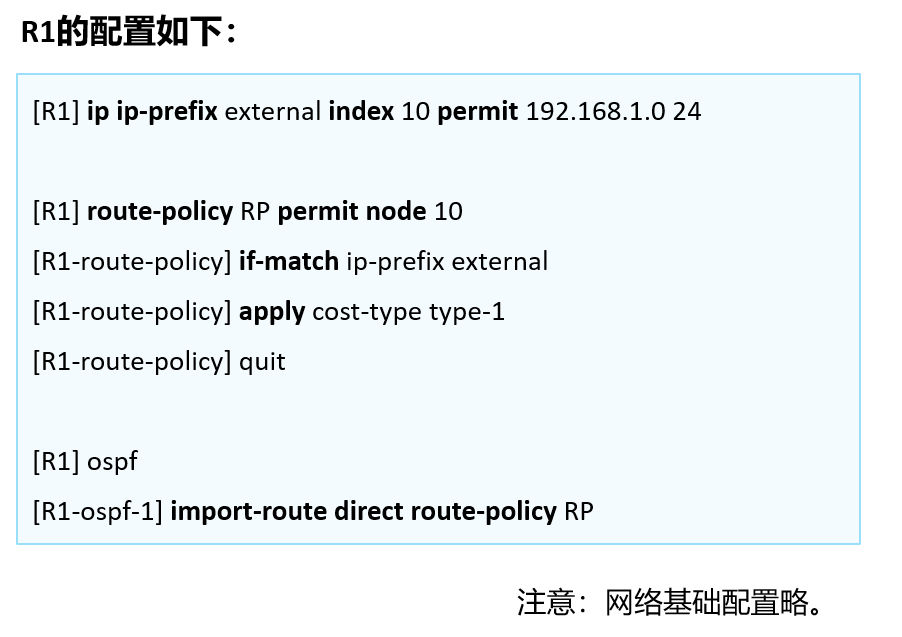 R1的配置如下：
[R1] ip ip-prefix external index 10 permit 192.168.1.0 24
[R1] route-policy RP permit node 10
[R1-route-policy] if-match ip-prefix external
[R1-route-policy] apply cost-type type-1
[R1-route-policy] quit
[R1] ospf
[R1-ospf-1] import-route direct route-policy RP
注意：网络基础配置略。